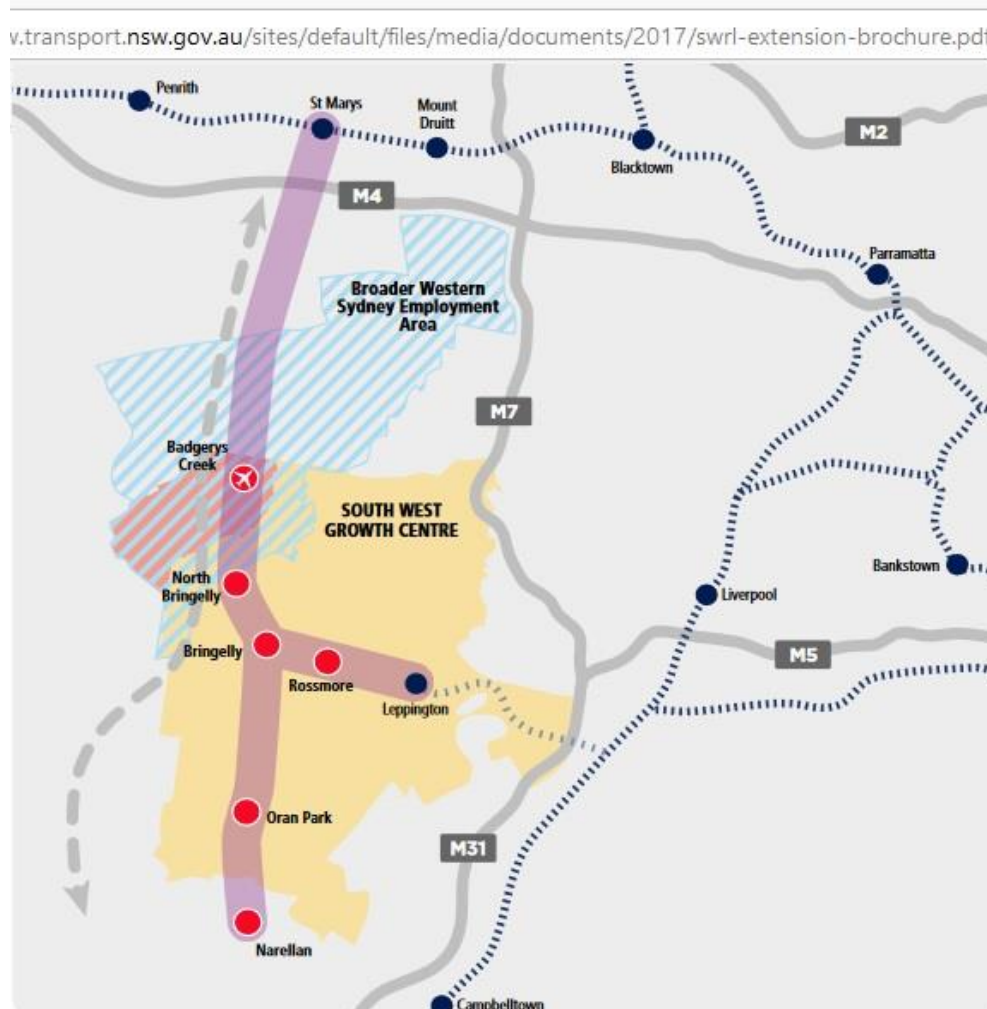 w.transport.nsw.gov.au/sites/default/files/media/documents/2017/swrl-extension-brochure.pdf
Penrith
St Marys
Mount
Druitt
Blacktown
M2
M4
Parramatta
Broader Western
Sydney Employment
Area
M7
Badgerys
Creek
SOUTH WEST
GROWTH CENTRE
North
Bringelly
Bankstown
Liverpool
Bringelly
M5
Rossmore
Leppington
Oran Park
M31
Narellan
Campbelltown